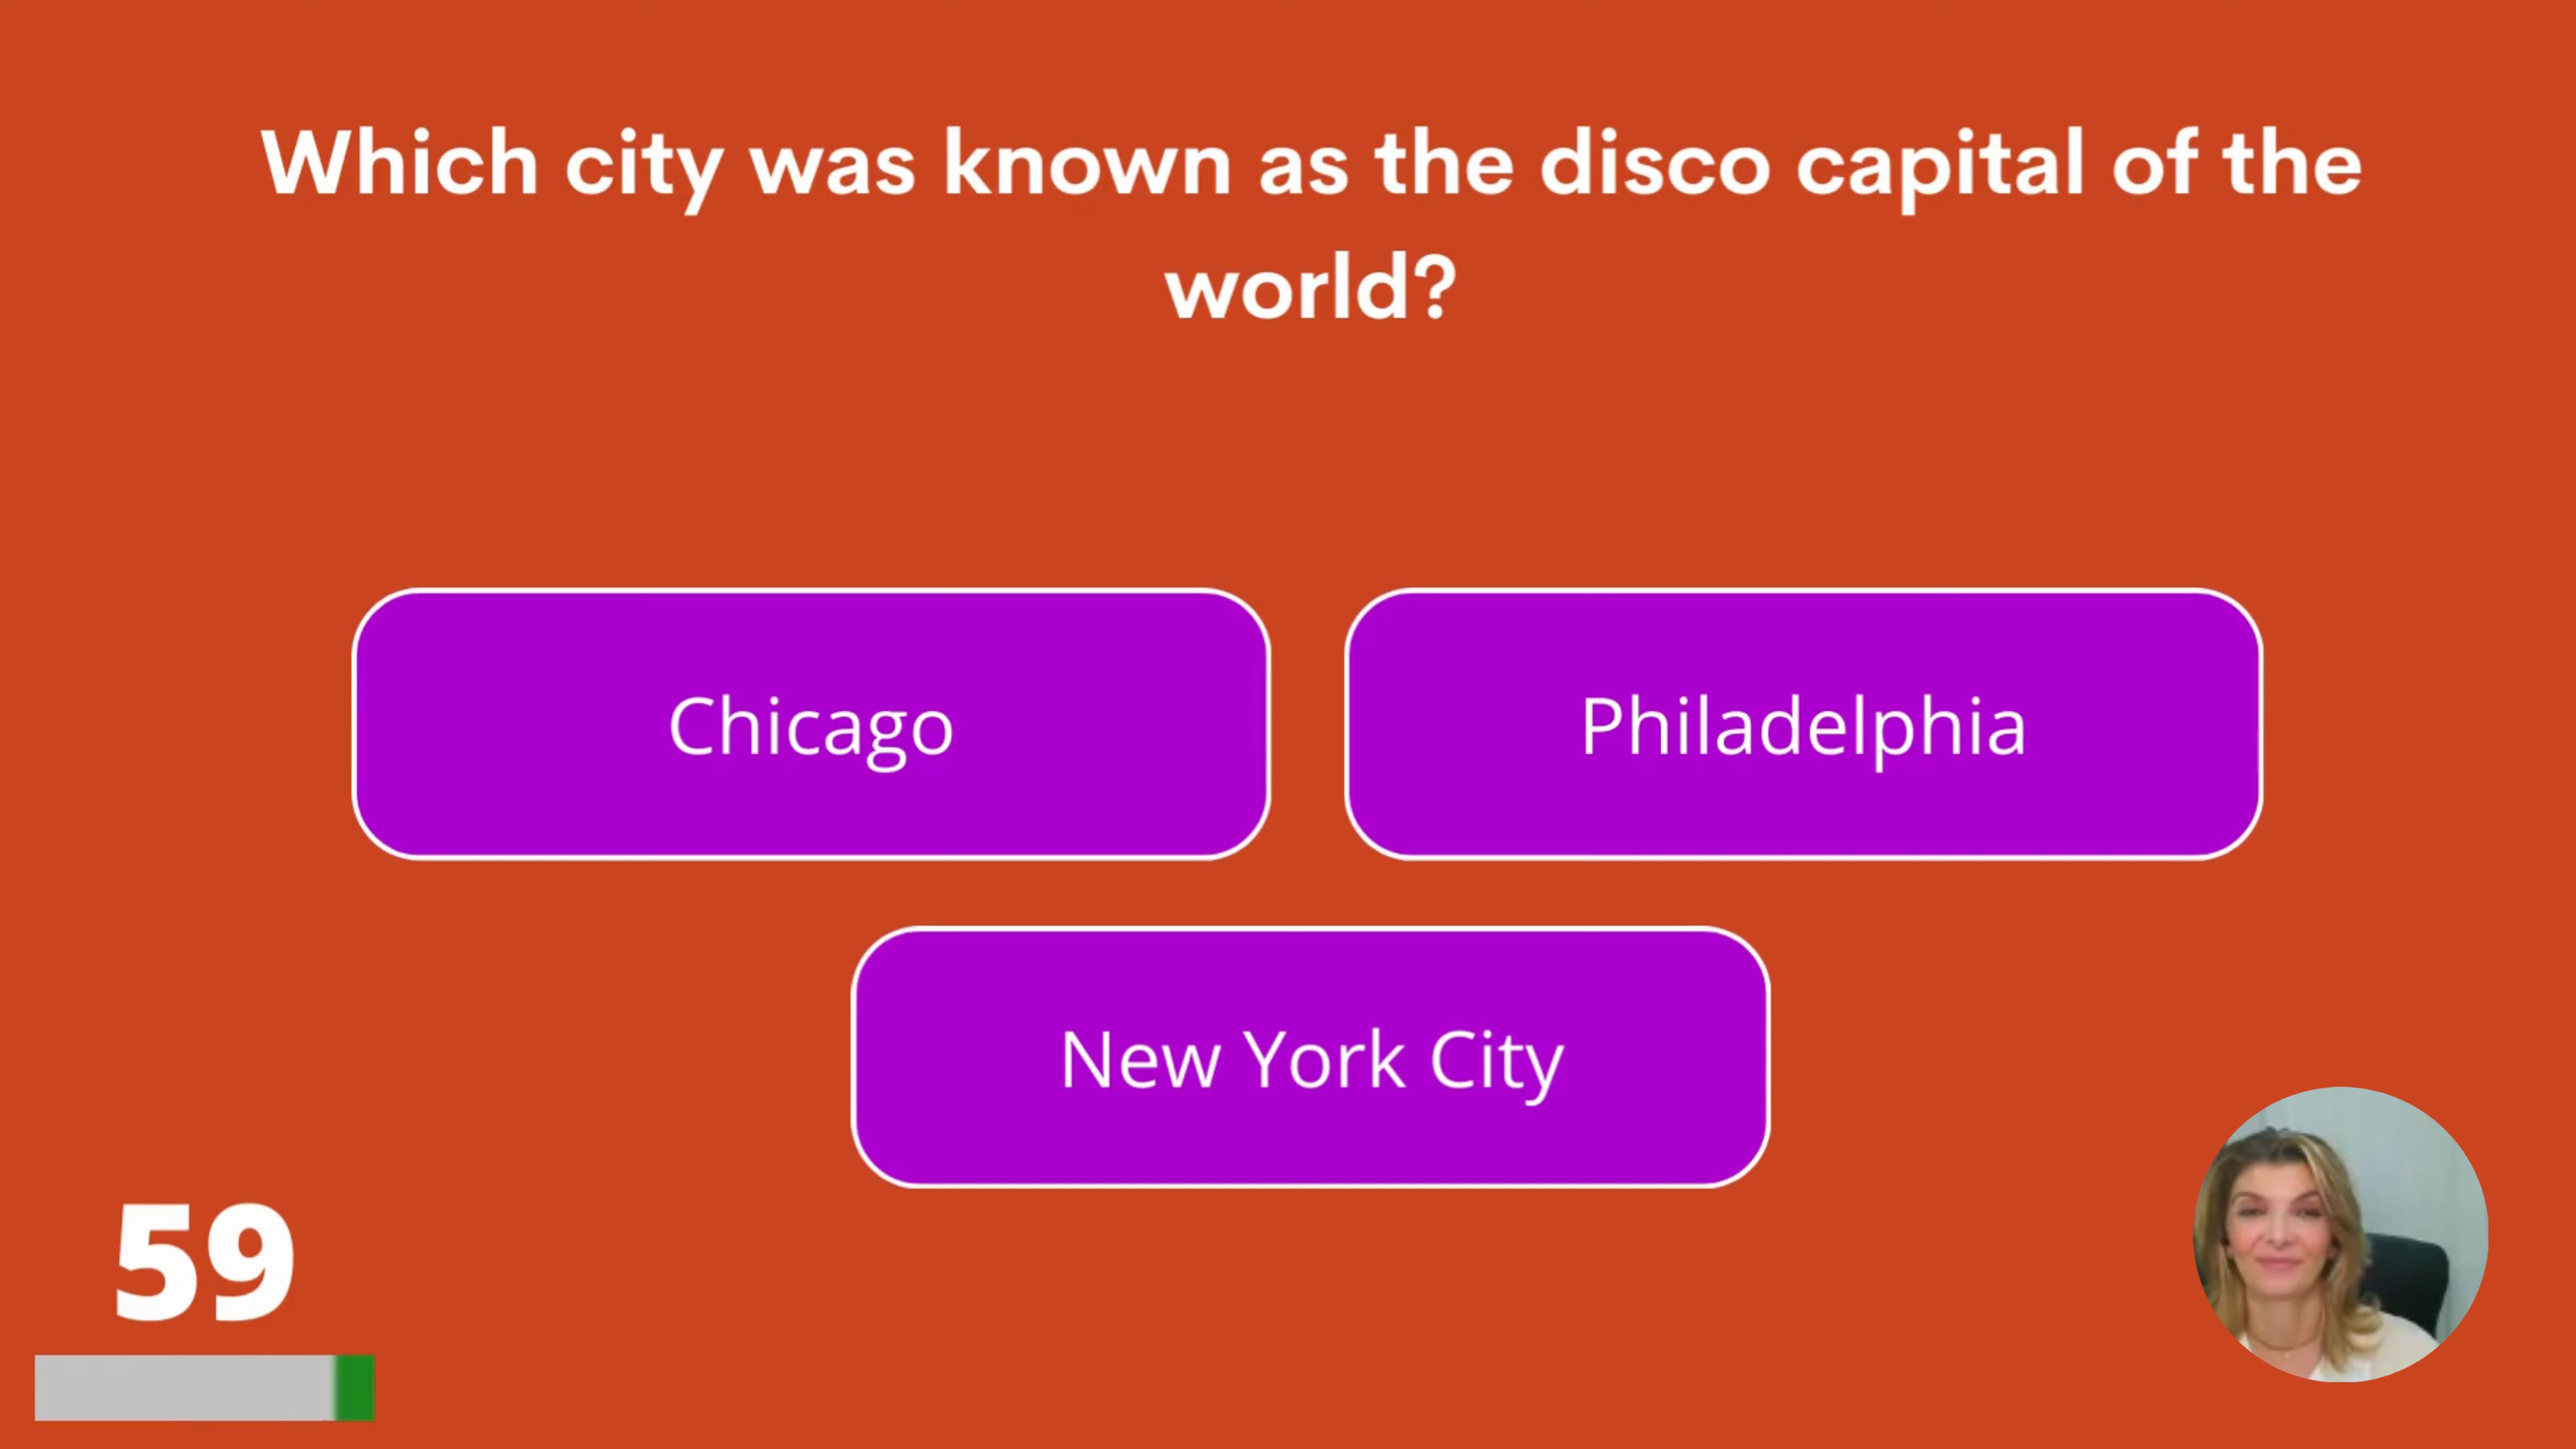 Which city was known as the disco capital of the
world?
Chicago
Philadelphia
New York City
59